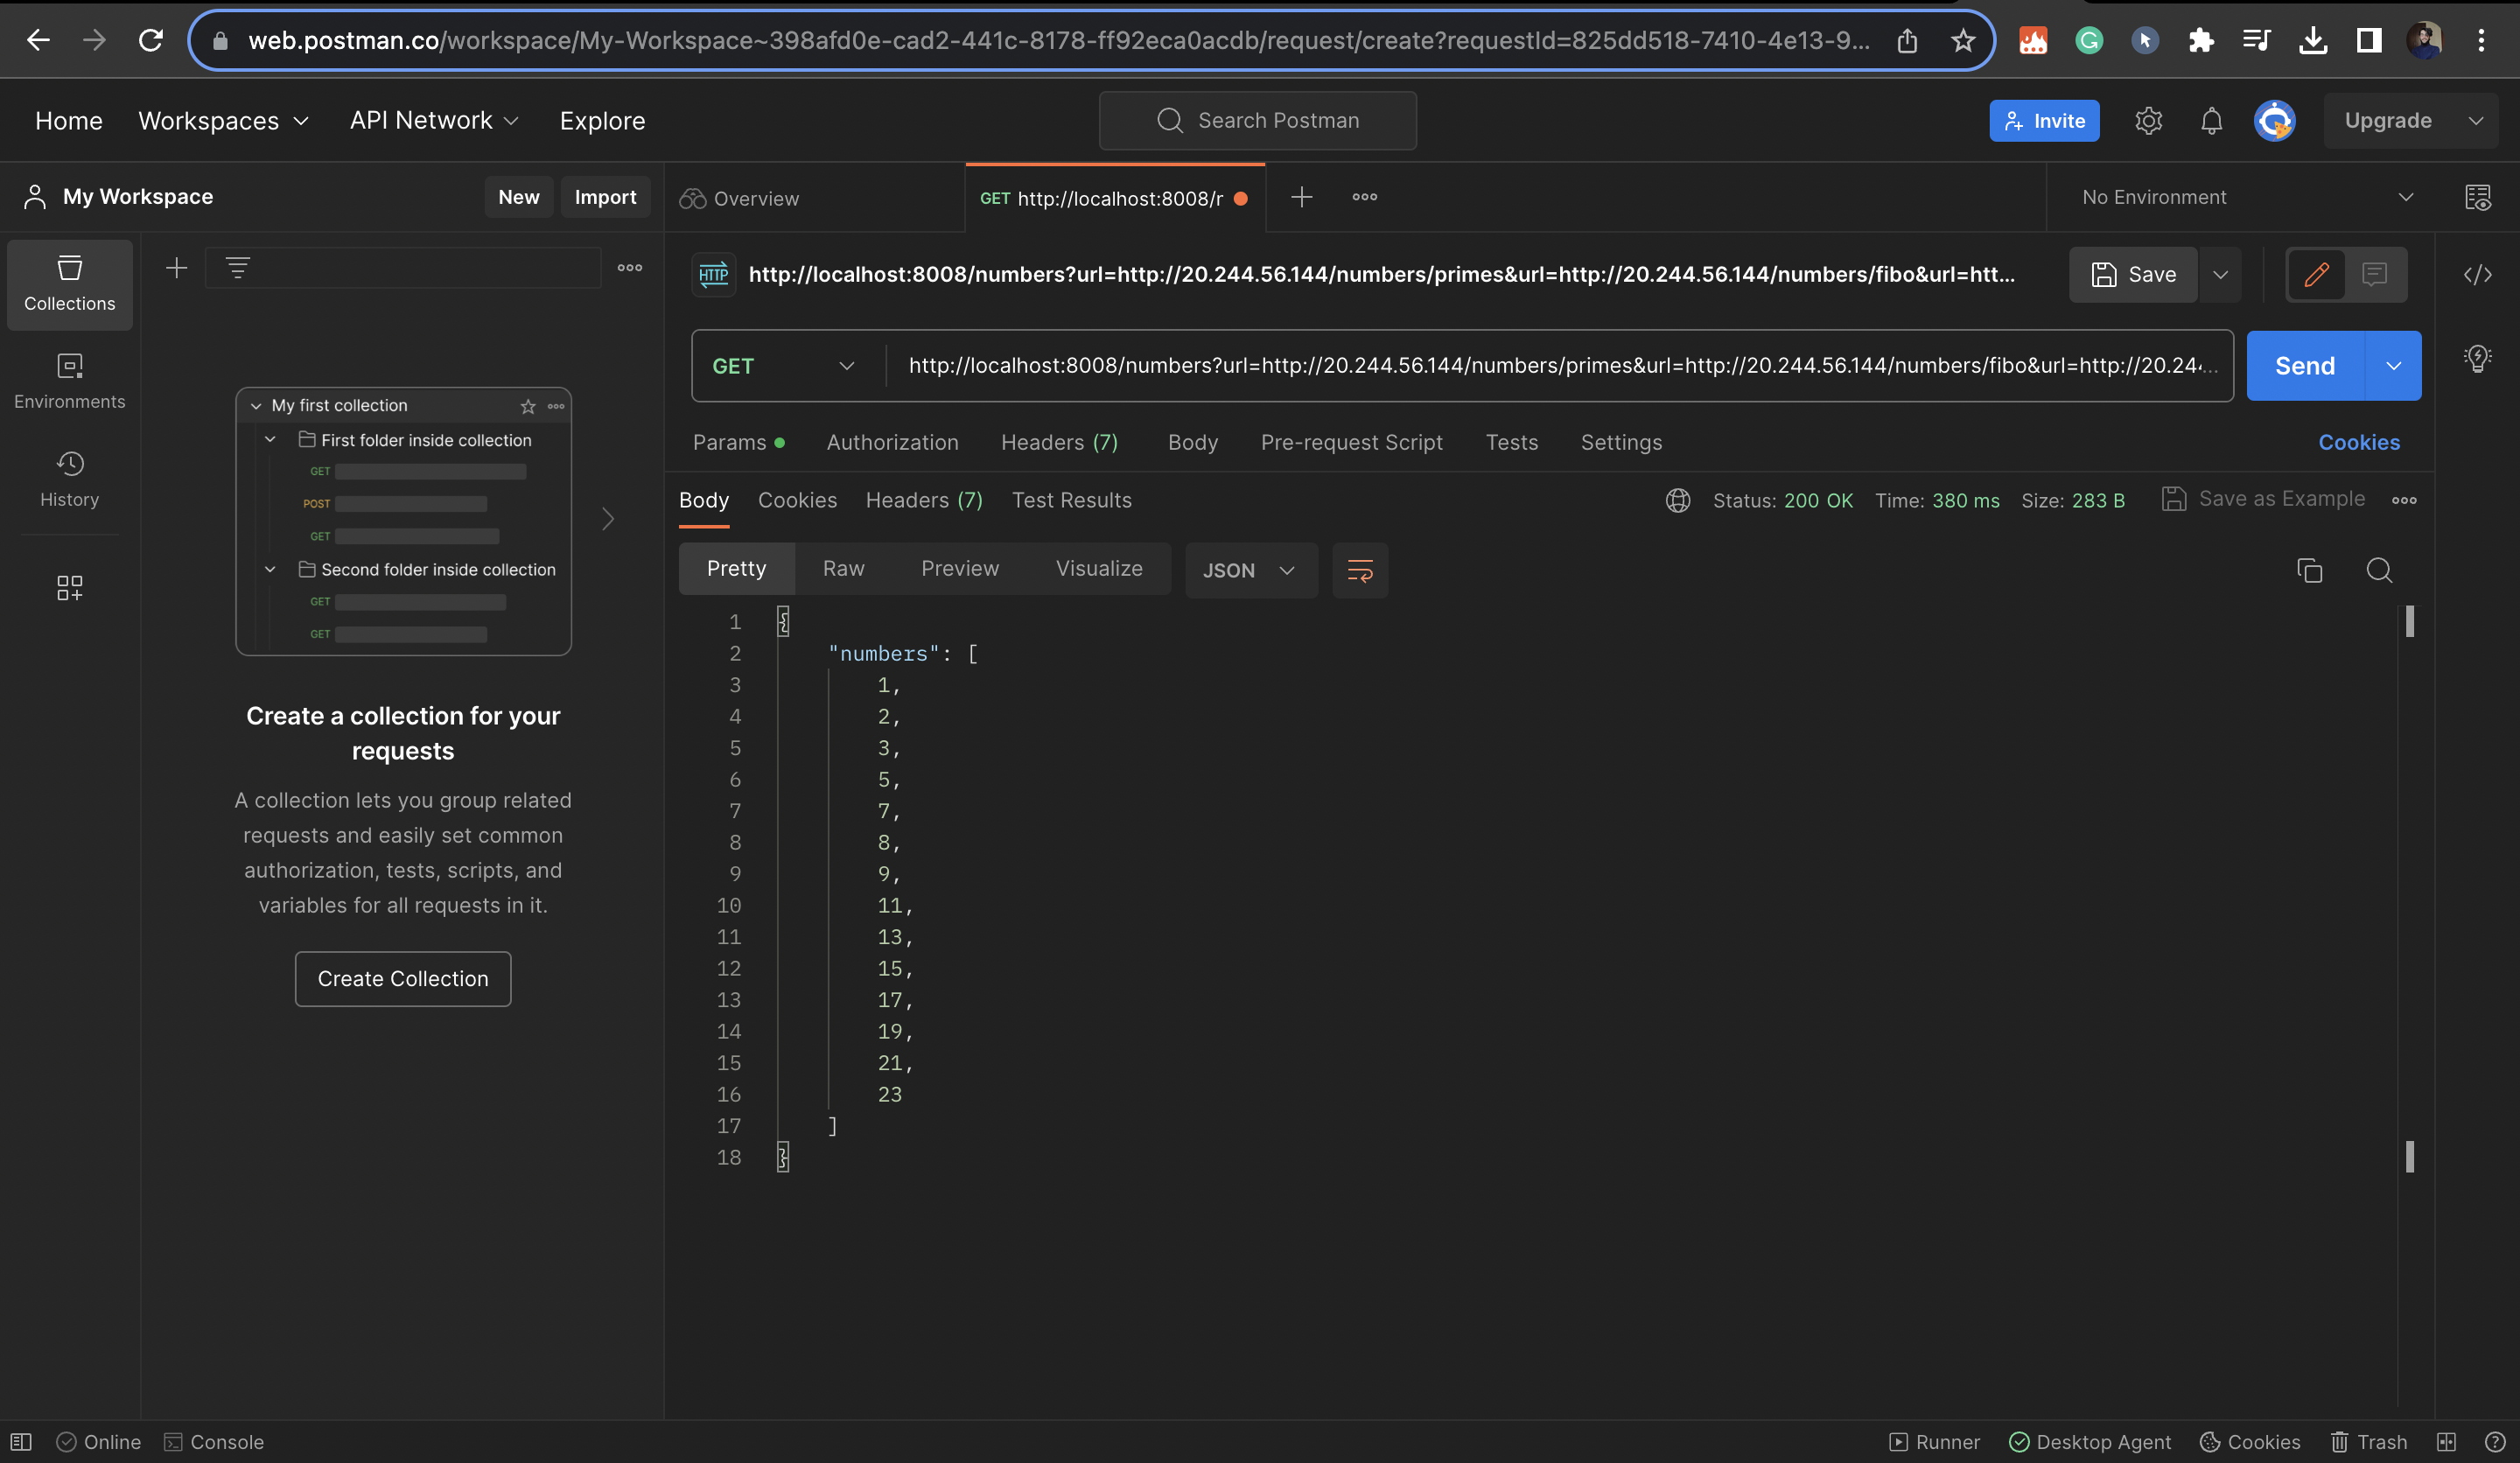 web.postman.co/workspace/My-Workspace~398afd0e-cad2-441c-8178-ff92eca0acdb/request/create?requestId=825dd518-7410-4e13-9...
Home Workspaces API Network Explore Search Postman Invite Upgrade
My Workspace New Import Overview GET http://localhost:8008/r No Environment
Collections
Environments
History
My first collection
First folder inside collection
GET
POST
GET
Second folder inside collection
GET
GET
Create a collection for your
requests
A collection lets you group related
requests and easily set common
authorization, tests, scripts, and
variables for all requests in it.
Create Collection
HTTP http://localhost:8008/numbers?url=http://20.244.56.144/numbers/primes&url=http://20.244.56.144/numbers/fibo&url=htt... Save
GET http://localhost:8008/numbers?url=http://20.244.56.144/numbers/primes&url=http://20.244.56.144/numbers/fibo&url=http://20.24... Send
Params Authorization Headers (7) Body Pre-request Script Tests Settings Cookies
Body Cookies Headers (7) Test Results Status: 200 OK Time: 380 ms Size: 283 B Save as Example
Pretty Raw Preview Visualize JSON
1 {
2 "numbers": [
3 1,
4 2,
5 3,
6 5,
7 7,
8 8,
9 9,
10 11,
11 13,
12 15,
13 17,
14 19,
15 21,
16 23
17 ]
18 }
Online Console Runner Desktop Agent Cookies Trash